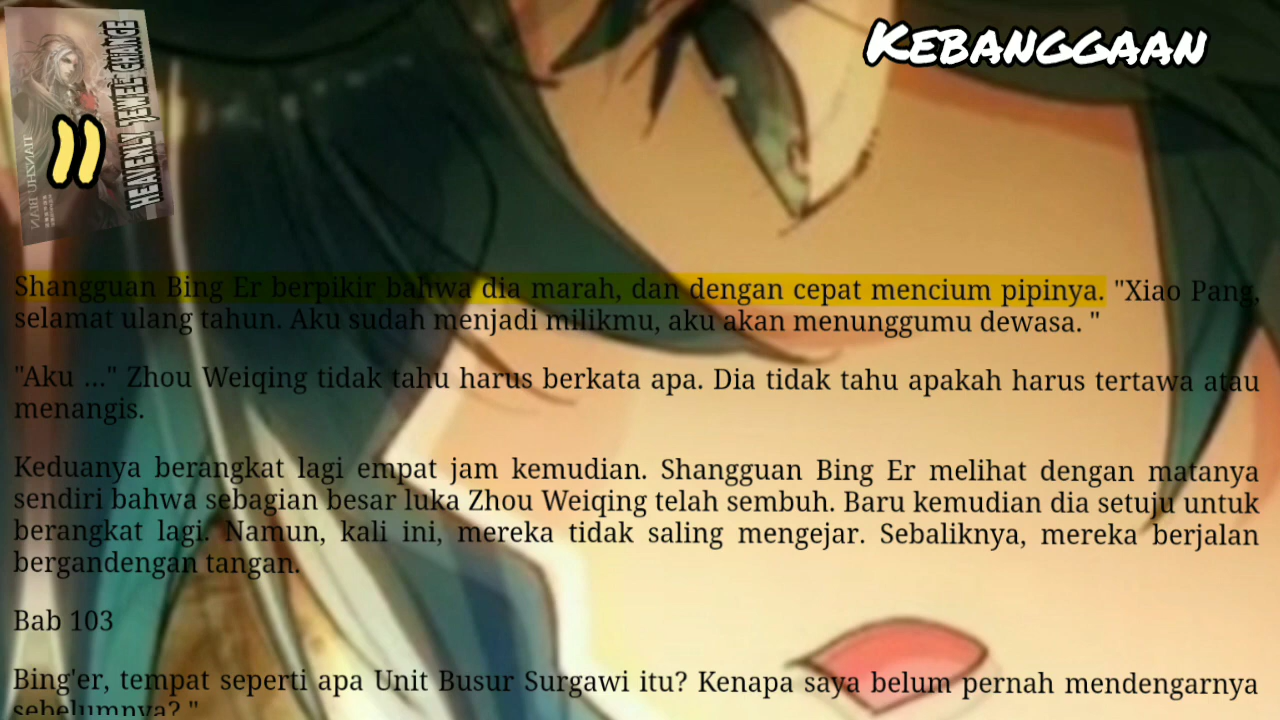 KEBANGGAAN
HEAVENLY JEWEL CHANGE
TIANZHU BIAN
11
Shangguan Bing Er berpikir bahwa dia marah, dan dengan cepat mencium pipinya. "Xiao Pang,
selamat ulang tahun. Aku sudah menjadi milikmu, aku akan menunggumu dewasa. "
"Aku ..." Zhou Weiqing tidak tahu harus berkata apa. Dia tidak tahu apakah harus tertawa atau
menangis.
Keduanya berangkat lagi empat jam kemudian. Shangguan Bing Er melihat dengan matanya
sendiri bahwa sebagian besar luka Zhou Weiqing telah sembuh. Baru kemudian dia setuju untuk
berangkat lagi. Namun, kali ini, mereka tidak saling mengejar. Sebaliknya, mereka berjalan
bergandengan tangan.
Bab 103
Bing'er, tempat seperti apa Unit Busur Surgawi itu? Kenapa saya belum pernah mendengarnya
sebelumnya? "